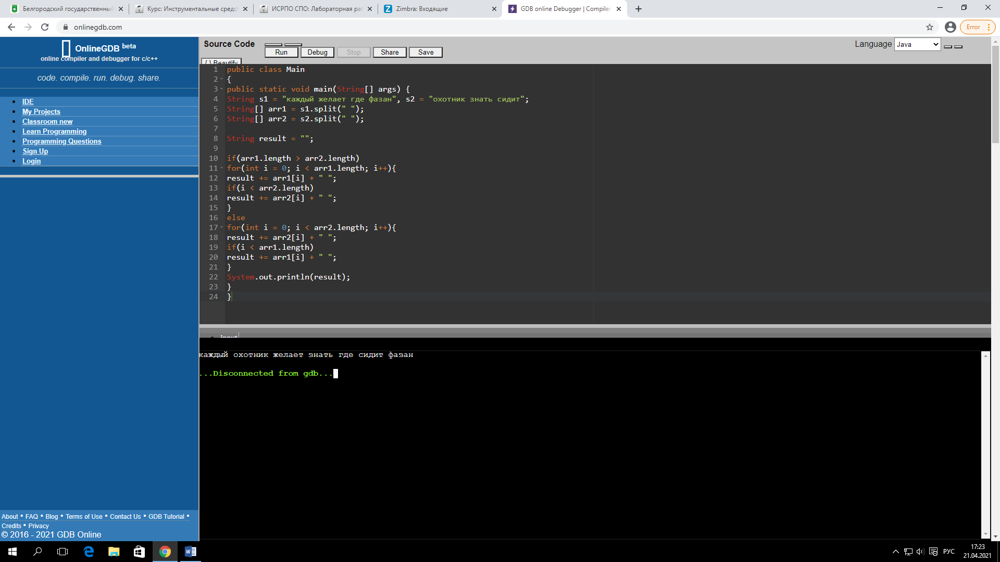 Белгородский государственный
Курс: Инструментальные средст
ИСРПО СПО: Лабораторная раб
Zimbra: Входящие
GDB online Debugger | Compiler
onlinegdb.com
Error
OnlineGDB beta
online compiler and debugger for c/c++
code. compile. run. debug. share.
IDE
My Projects
Classroom new
Learn Programming
Programming Questions
Sign Up
Login
Source Code
Run Debug Stop Share Save
Language Java
{ } Beautify
1 public class Main
2 {
3 public static void main(String[] args) {
4 String s1 = "каждый желает где фазан", s2 = "охотник знать сидит";
5 String[] arr1 = s1.split(" ");
6 String[] arr2 = s2.split(" ");
7
8 String result = "";
9
10 if(arr1.length > arr2.length)
11 for(int i = 0; i < arr1.length; i++){
12 result += arr1[i] + " ";
13 if(i < arr2.length)
14 result += arr2[i] + " ";
15 }
16 else
17 for(int i = 0; i < arr2.length; i++){
18 result += arr2[i] + " ";
19 if(i < arr1.length)
20 result += arr1[i] + " ";
21 }
22 System.out.println(result);
23 }
24 }
input
каждый охотник желает знать где сидит фазан
...Disconnected from gdb...
About • FAQ • Blog • Terms of Use • Contact Us • GDB Tutorial •
Credits • Privacy
© 2016 - 2021 GDB Online
РУС
17:23
21.04.2021